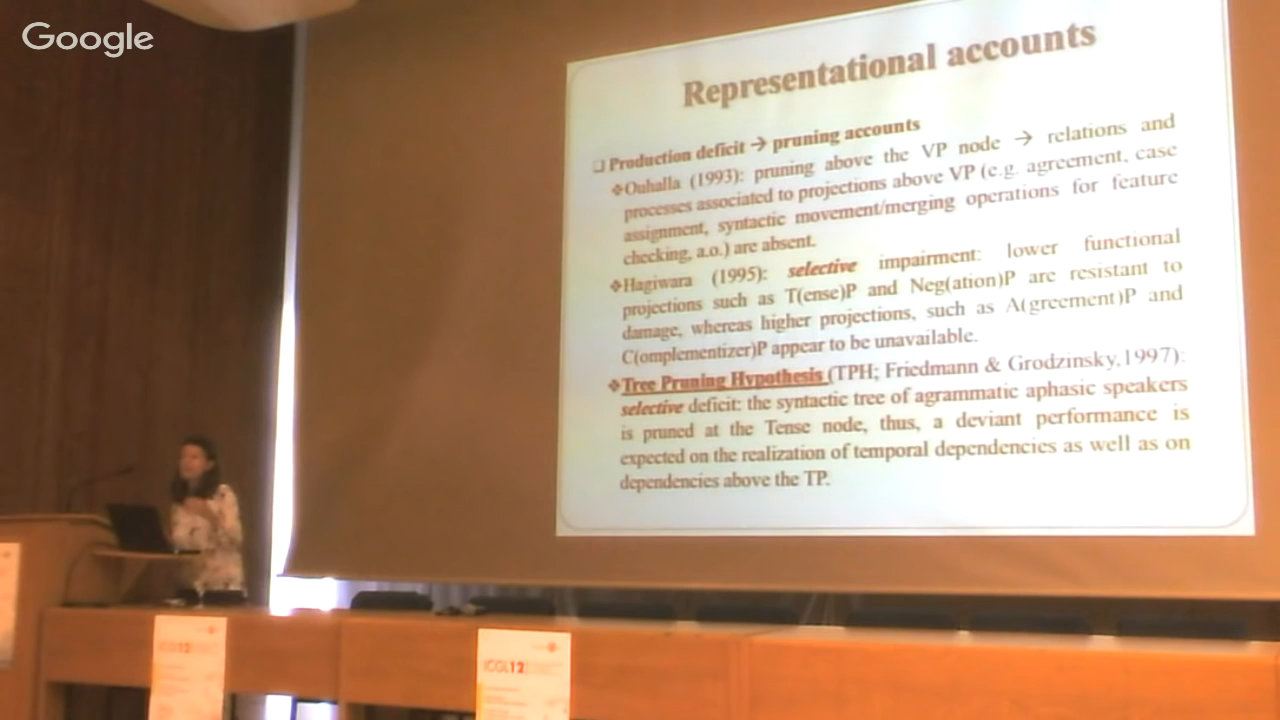 Google
Representational accounts
❑ Production deficit → pruning accounts
❖Ouhalla (1993): pruning above the VP node → relations and
processes associated to projections above VP (e.g. agreement, case
assignment, syntactic movement/merging operations for feature
checking, a.o.) are absent.
❖Hagiwara (1995): selective impairment: lower functional
projections such as T(ense)P and Neg(ation)P are resistant to
damage, whereas higher projections, such as A(greement)P and
C(omplementizer)P appear to be unavailable.
❖Tree Pruning Hypothesis (TPH; Friedmann & Grodzinsky,1997):
selective deficit: the syntactic tree of agrammatic aphasic speakers
is pruned at the Tense node, thus, a deviant performance is
expected on the realization of temporal dependencies as well as on
dependencies above the TP.
ICGL12
ICGL12